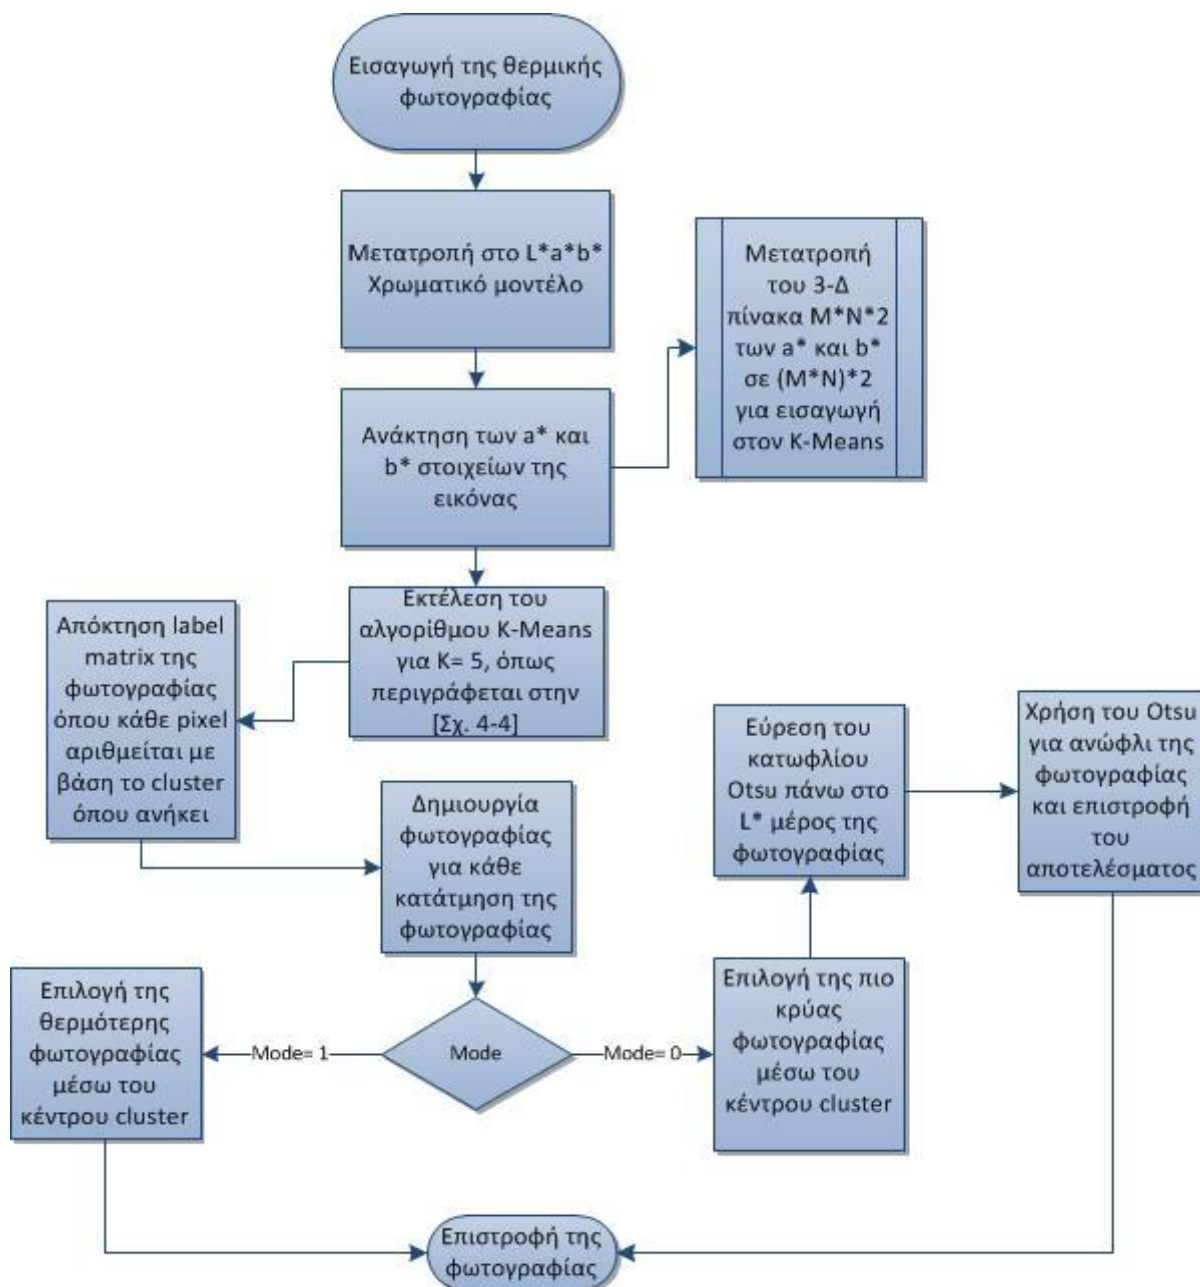 Εισαγωγή της θερμικής
φωτογραφίας
Μετατροπή στο L*a*b*
Χρωματικό μοντέλο
Μετατροπή
του 3-Δ
πίνακα M*N*2
των a* και b*
σε (M*N)*2
για εισαγωγή
στον K-Means
Ανάκτηση των a* και
b* στοιχείων της
εικόνας
Εκτέλεση του
αλγορίθμου K-Means
για K= 5, όπως
περιγράφεται στην
[Σχ. 4-4]
Απόκτηση label
matrix της
φωτογραφίας
όπου κάθε pixel
αριθμείται με
βάση το cluster
όπου ανήκει
Δημιουργία
φωτογραφίας
για κάθε
κατάτμηση της
φωτογραφίας
Mode
Mode= 1
Επιλογή της
θερμότερης
φωτογραφίας
μέσω του
κέντρου cluster
Mode= 0
Επιλογή της πιο
κρύας
φωτογραφίας
μέσω του
κέντρου cluster
Εύρεση του
κατωφλίου
Otsu πάνω στο
L* μέρος της
φωτογραφίας
Χρήση του Otsu
για ανώφλι της
φωτογραφίας
και επιστροφή
του
αποτελέσματος
Επιστροφή της
φωτογραφίας